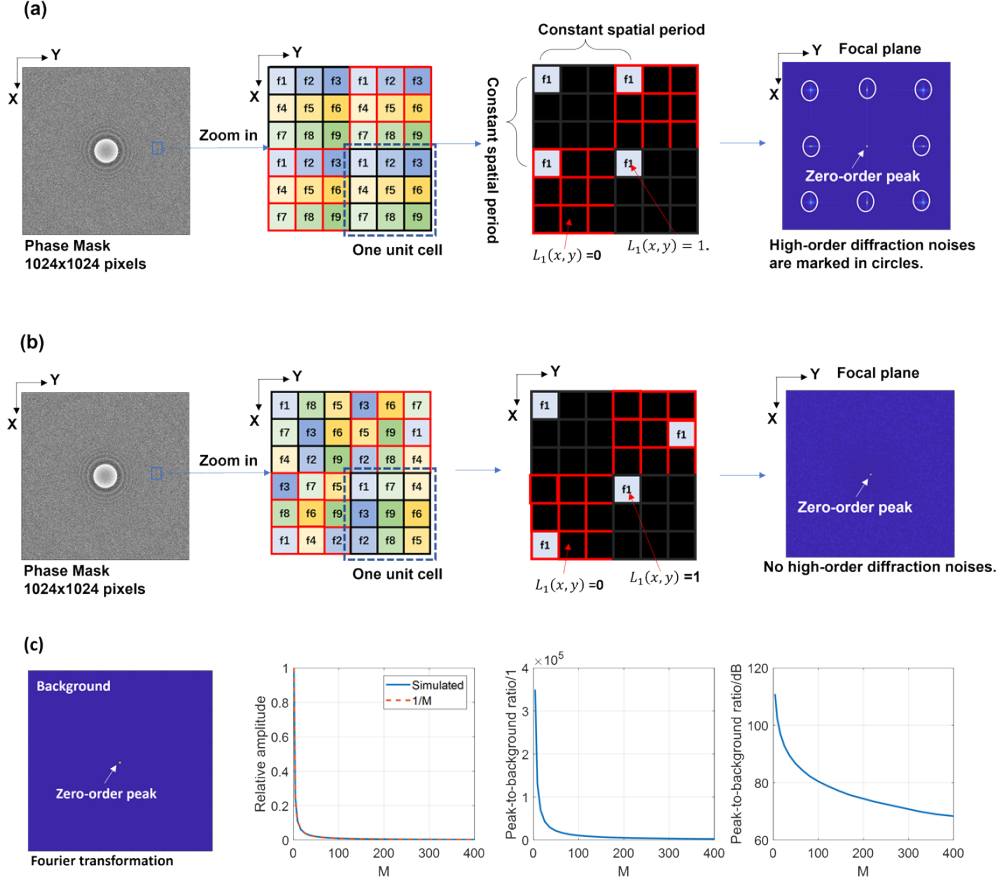 (a)
Y
X
Phase Mask
1024x1024 pixels
Zoom in
Y
X
f1 f2 f3 f1 f2 f3
f4 f5 f6 f4 f5 f6
f7 f8 f9 f7 f8 f9
f1 f2 f3 f1 f2 f3
f4 f5 f6 f4 f5 f6
f7 f8 f9 f7 f8 f9
One unit cell
Constant spatial period
Constant spatial period
f1 f1
f1 f1
L₁(x, y) =0
L₁(x, y) = 1.
Y
X
Focal plane
Zero-order peak
High-order diffraction noises
are marked in circles.
(b)
Y
X
Phase Mask
1024x1024 pixels
Zoom in
Y
X
f1 f8 f5 f3 f6 f7
f7 f3 f2 f5 f9 f1
f4 f2 f9 f8 f2 f4
f3 f7 f5 f1 f7 f4
f8 f6 f9 f3 f9 f6
f1 f4 f2 f2 f8 f5
One unit cell
Y
X
f1
f1
f1
f1
L₁(x, y) =0
L₁(x, y) =1
Y
X
Focal plane
Zero-order peak
No high-order diffraction noises.
(c)
Background
Zero-order peak
Fourier transformation
Relative amplitude
1
0.8
0.6
0.4
0.2
0
0 100 200 300 400
M
Simulated
1/M
Peak-to-background ratio/1
×10⁵
4
3
2
1
0
0 100 200 300 400
M
Peak-to-background ratio/dB
120
100
80
60
0 100 200 300 400
M